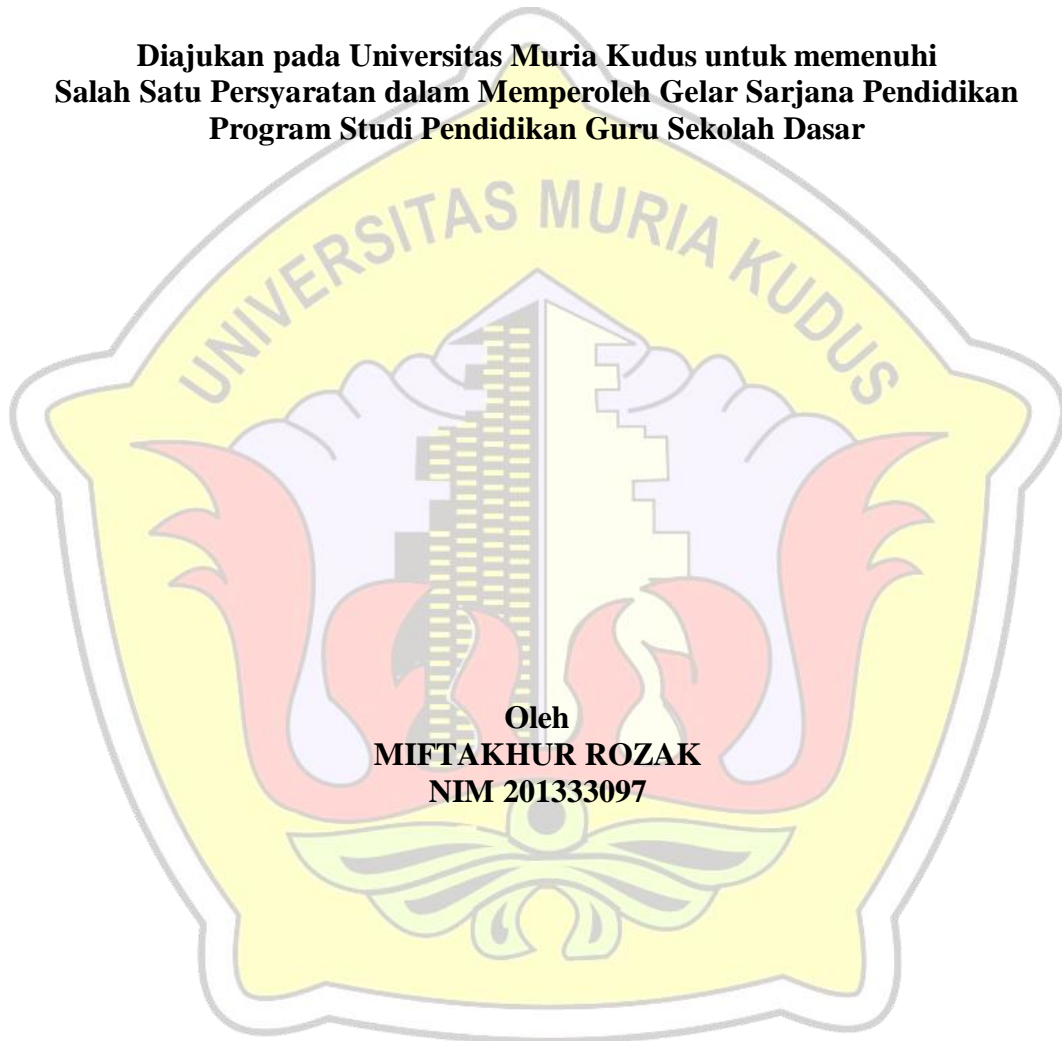 Diajukan pada Universitas Muria Kudus untuk memenuhi
Salah Satu Persyaratan dalam Memperoleh Gelar Sarjana Pendidikan
Program Studi Pendidikan Guru Sekolah Dasar
UNIVERSITAS MURIA KUDUS
Oleh
MIFTAKHUR ROZAK
NIM 201333097